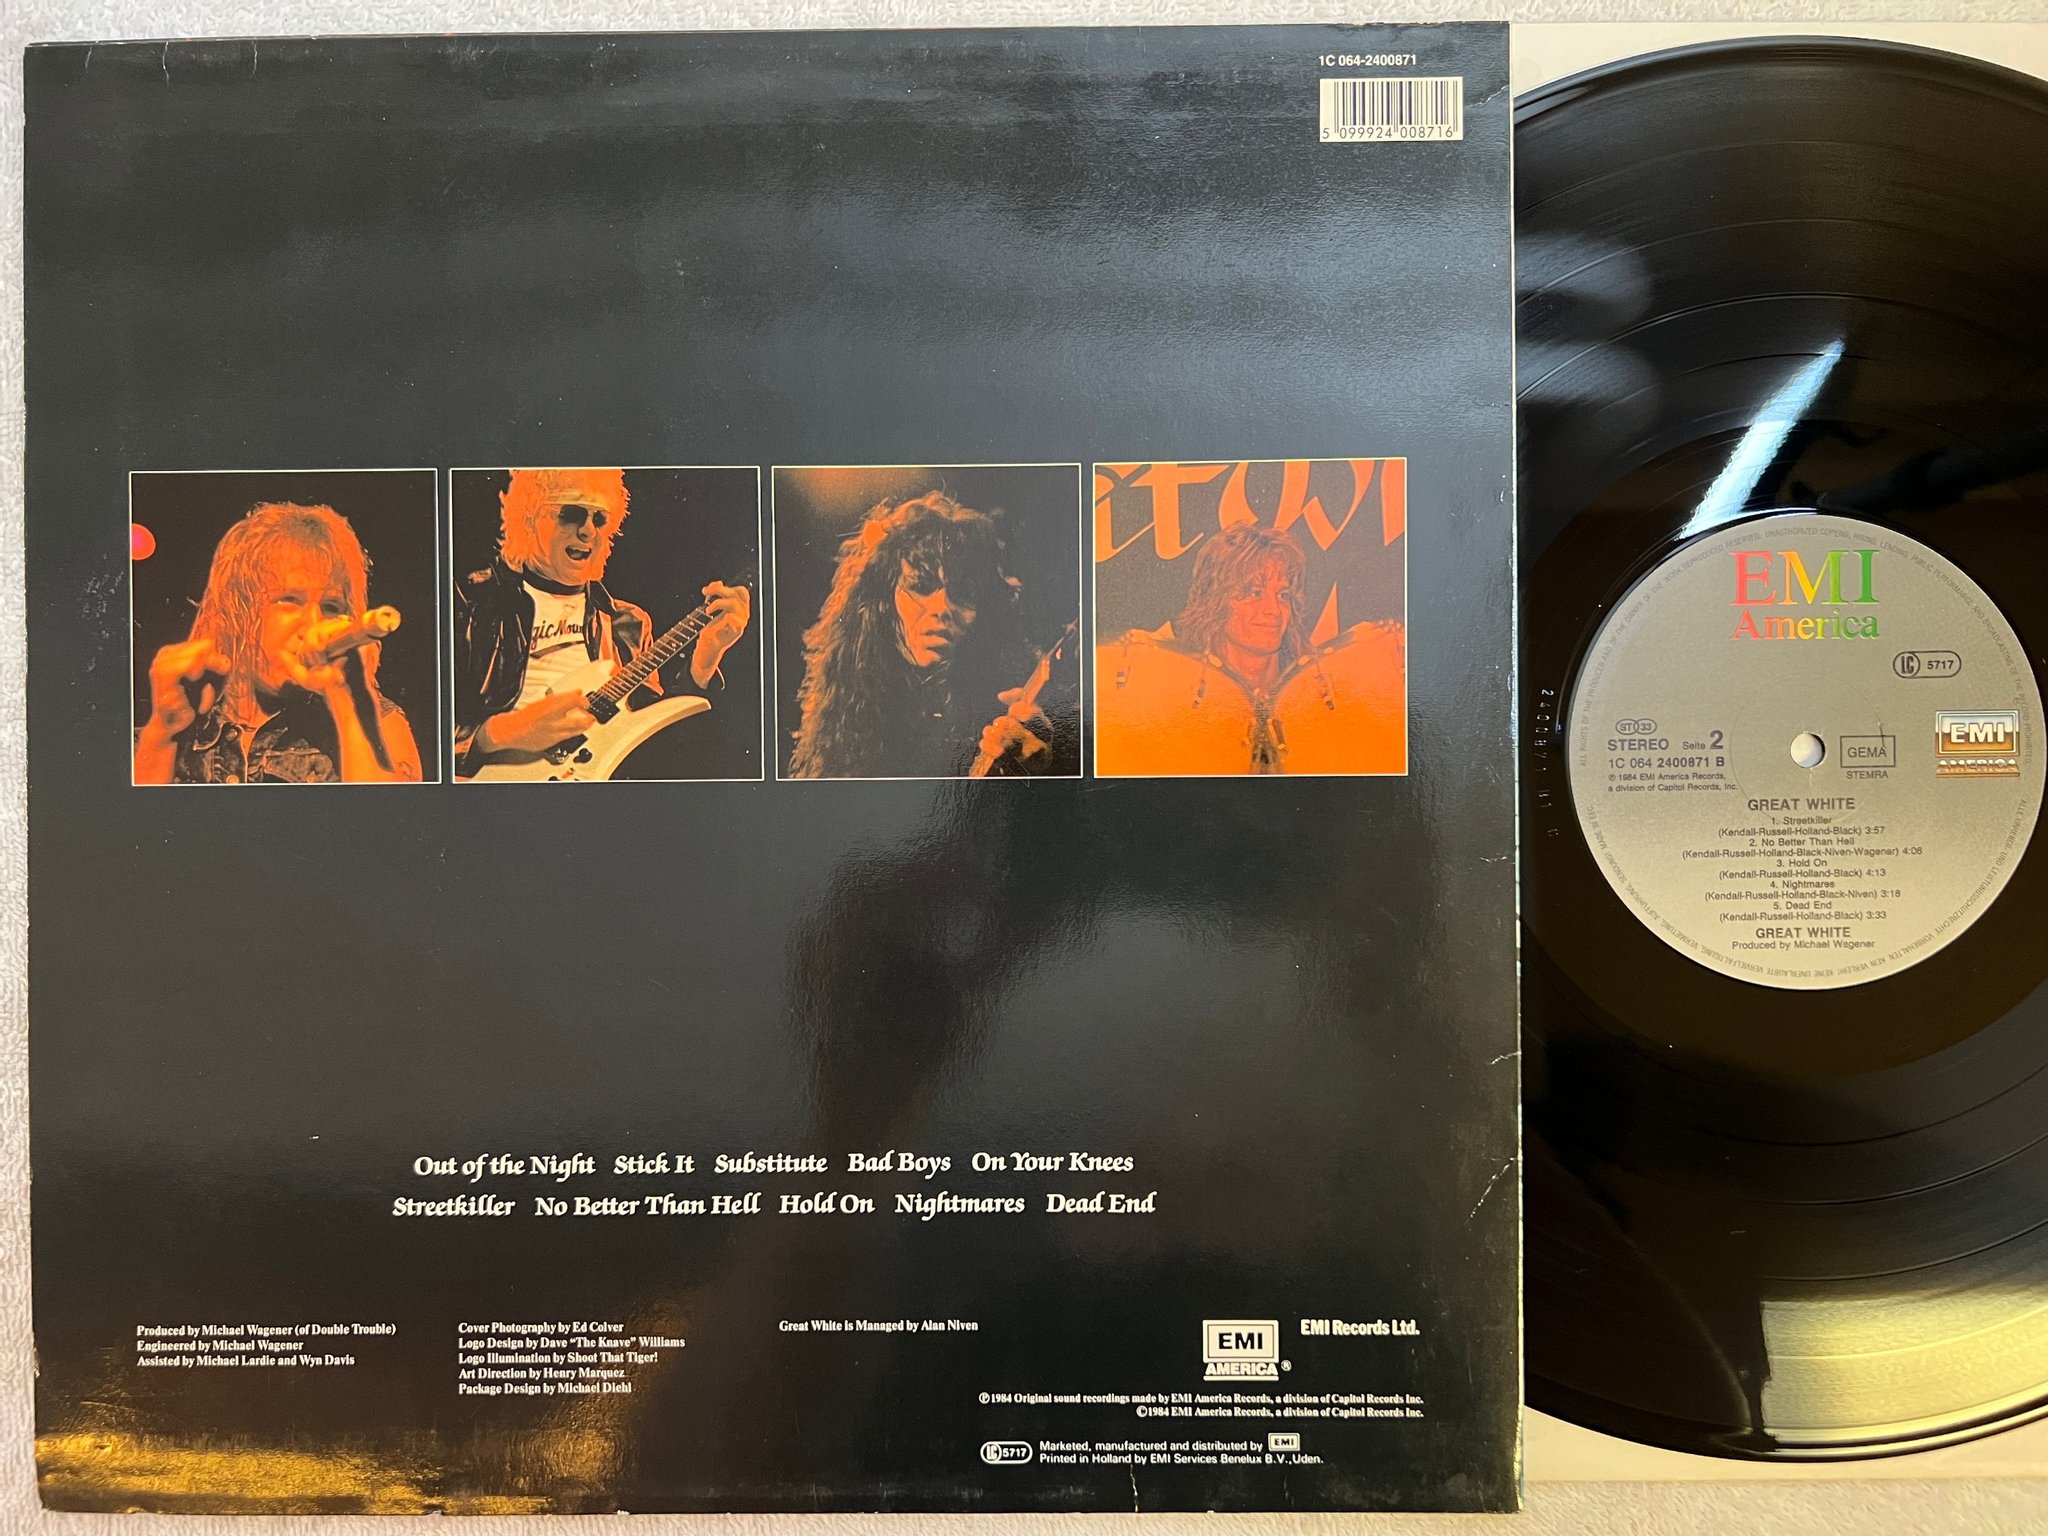 1C 064-2400871
5 099924 008716
gic Mou
Out of the Night Stick It Substitute Bad Boys On Your Knees
Streetkiller No Better Than Hell Hold On Nightmares Dead End
Produced by Michael Wagener (of Double Trouble)
Engineered by Michael Wagener
Assisted by Michael Lardie and Wyn Davis
Cover Photography by Ed Colver
Logo Design by Dave "The Knave" Williams
Logo Illumination by Shoot That Tiger!
Art Direction by Henry Marquez
Package Design by Michael Diehl
Great White is Managed by Alan Niven
EMI
AMERICA®
EMI Records Ltd.
℗1984 Original sound recordings made by EMI America Records, a division of Capitol Records Inc.
©1984 EMI America Records, a division of Capitol Records Inc.
LC 5717
Marketed, manufactured and distributed by EMI
Printed in Holland by EMI Services Benelux B.V.,Uden.
EMI
America
LC 5717
ST 33
STEREO Seite 2
1C 064 2400871 B
℗ 1984 EMI America Records,
a division of Capitol Records, Inc.
GEMA
STEMRA
EMI
AMERICA
GREAT WHITE
1. Streetkiller
(Kendall-Russell-Holland-Black) 3:57
2. No Better Than Hell
(Kendall-Russell-Holland-Black-Niven-Wagener) 4:06
3. Hold On
(Kendall-Russell-Holland-Black) 4:13
4. Nightmares
(Kendall-Russell-Holland-Black-Niven) 3:18
5. Dead End
(Kendall-Russell-Holland-Black) 3:33
GREAT WHITE
Produced by Michael Wagener